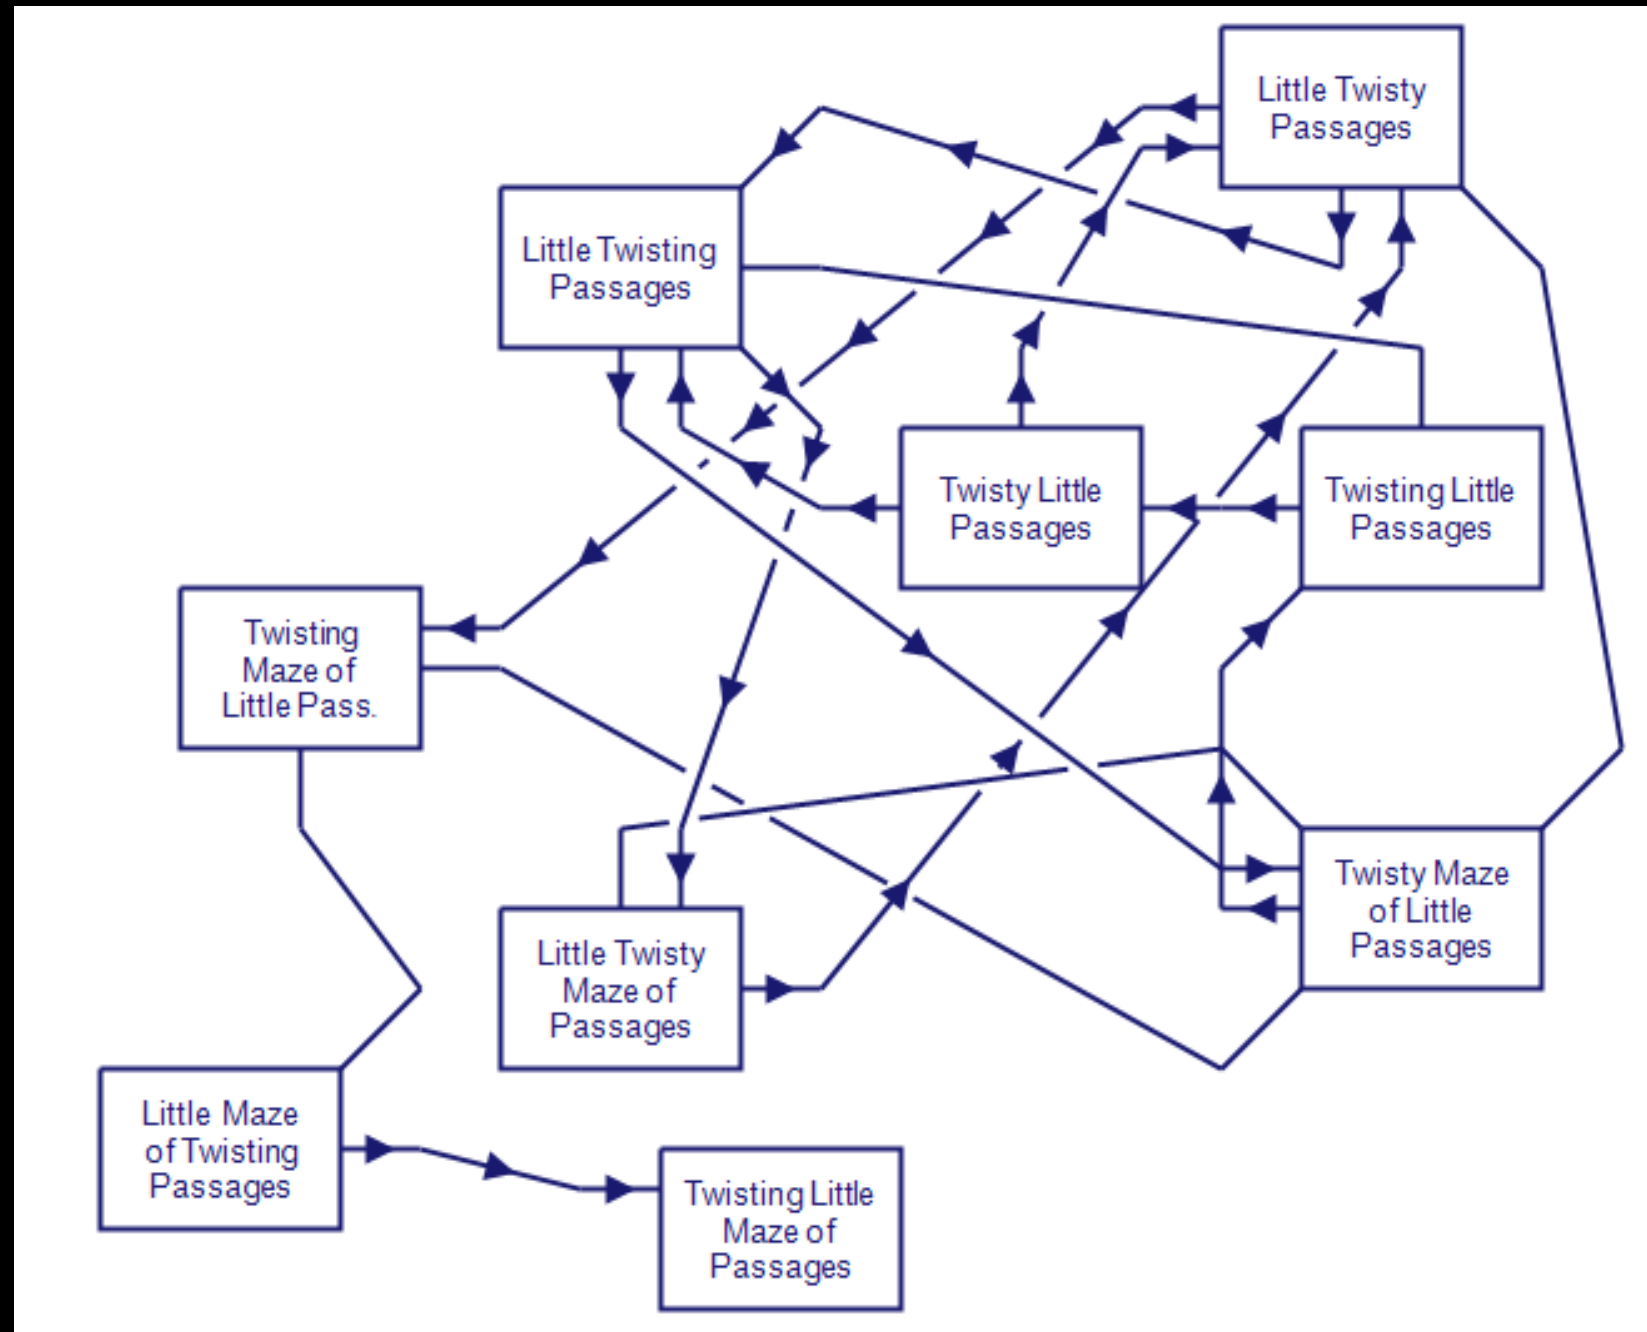 Little Twisty
Passages
Little Twisting
Passages
Twisty Little
Passages
Twisting Little
Passages
Twisting
Maze of
Little Pass.
Twisty Maze
of Little
Passages
Little Twisty
Maze of
Passages
Little Maze
of Twisting
Passages
Twisting Little
Maze of
Passages